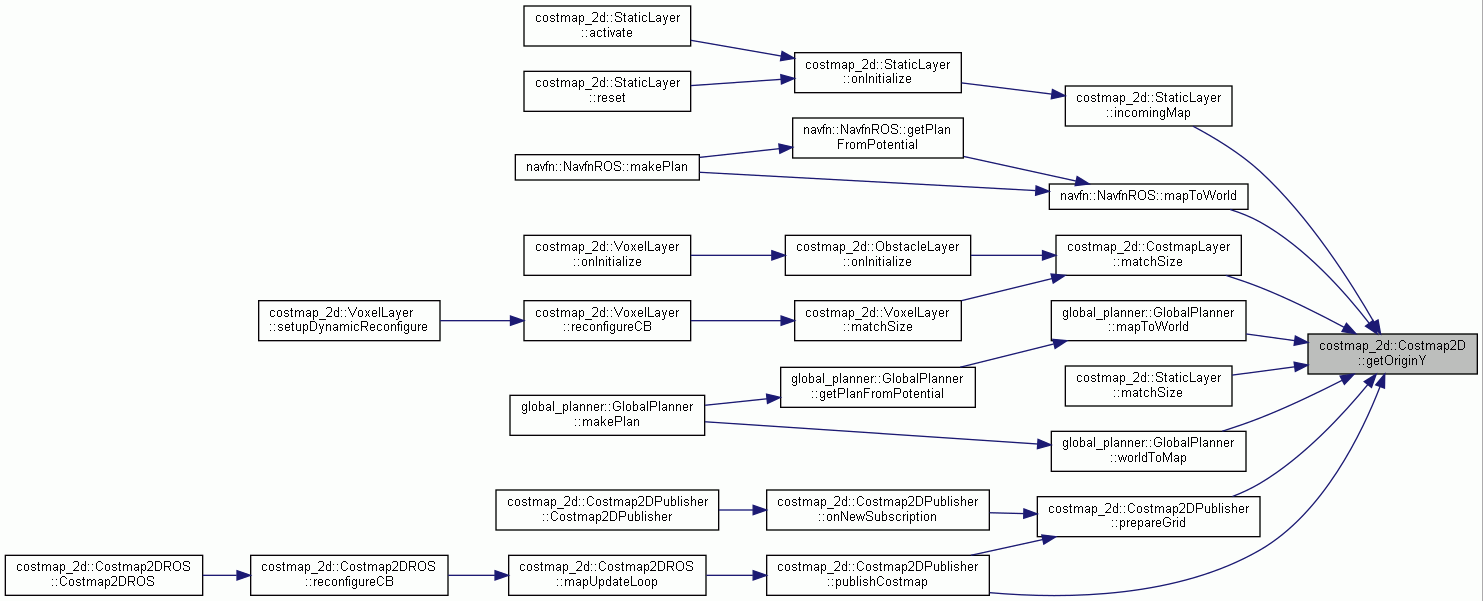 costmap_2d::StaticLayer
::activate
costmap_2d::StaticLayer
::reset
costmap_2d::StaticLayer
::onInitialize
costmap_2d::StaticLayer
::incomingMap
navfn::NavfnROS::getPlan
FromPotential
navfn::NavfnROS::makePlan
navfn::NavfnROS::mapToWorld
costmap_2d::VoxelLayer
::onInitialize
costmap_2d::ObstacleLayer
::onInitialize
costmap_2d::CostmapLayer
::matchSize
costmap_2d::VoxelLayer
::setupDynamicReconfigure
costmap_2d::VoxelLayer
::reconfigureCB
costmap_2d::VoxelLayer
::matchSize
global_planner::GlobalPlanner
::mapToWorld
costmap_2d::Costmap2D
::getOriginY
global_planner::GlobalPlanner
::getPlanFromPotential
costmap_2d::StaticLayer
::matchSize
global_planner::GlobalPlanner
::makePlan
global_planner::GlobalPlanner
::worldToMap
costmap_2d::Costmap2DPublisher
::Costmap2DPublisher
costmap_2d::Costmap2DPublisher
::onNewSubscription
costmap_2d::Costmap2DPublisher
::prepareGrid
costmap_2d::Costmap2DROS
::Costmap2DROS
costmap_2d::Costmap2DROS
::reconfigureCB
costmap_2d::Costmap2DROS
::mapUpdateLoop
costmap_2d::Costmap2DPublisher
::publishCostmap